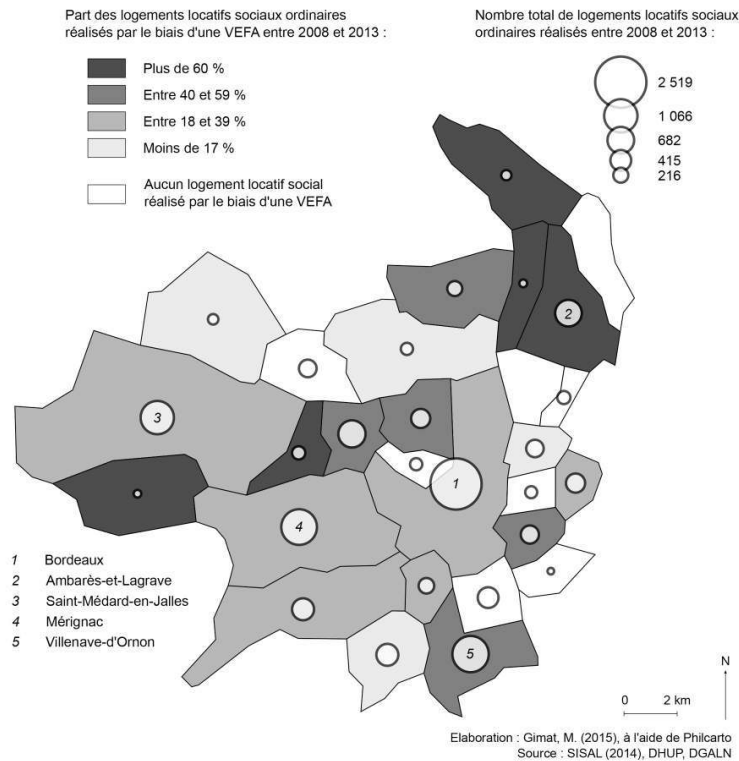 Part des logements locatifs sociaux ordinaires
réalisés par le biais d'une VEFA entre 2008 et 2013 :
Plus de 60 %
Entre 40 et 59 %
Entre 18 et 39 %
Moins de 17 %
Aucun logement locatif social
réalisé par le biais d'une VEFA
Nombre total de logements locatifs sociaux
ordinaires réalisés entre 2008 et 2013 :
2 519
1 066
682
415
216
2
3
1
4
5
1 Bordeaux
2 Ambarès-et-Lagrave
3 Saint-Médard-en-Jalles
4 Mérignac
5 Villenave-d'Ornon
N
0 2 km
Elaboration : Gimat, M. (2015), à l'aide de Philcarto
Source : SISAL (2014), DHUP, DGALN